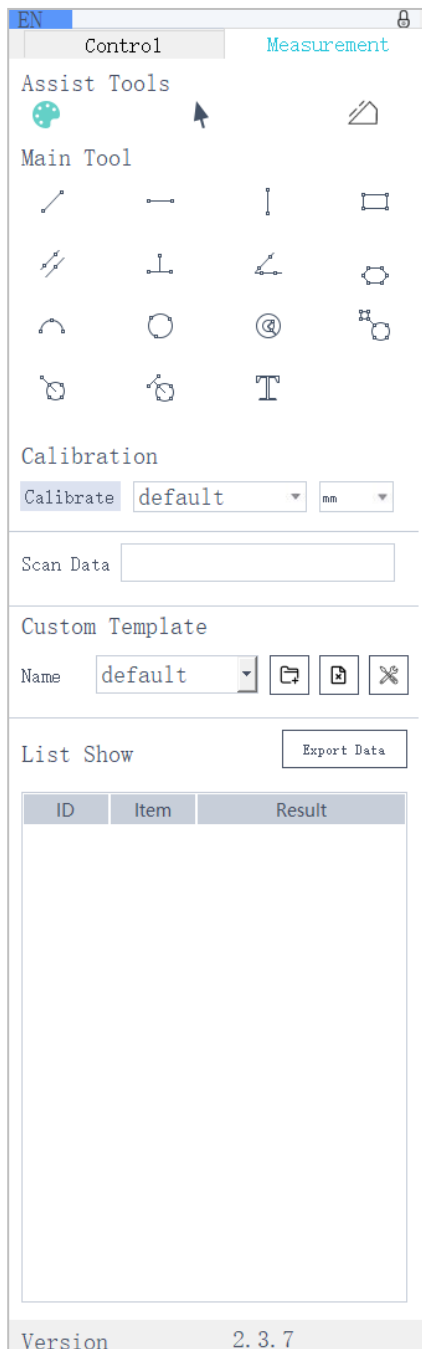 EN
Control Measurement
Assist Tools
Main Tool
T
Calibration
Calibrate default mm
Scan Data
Custom Template
Name default
List Show Export Data
ID Item Result
Version 2.3.7